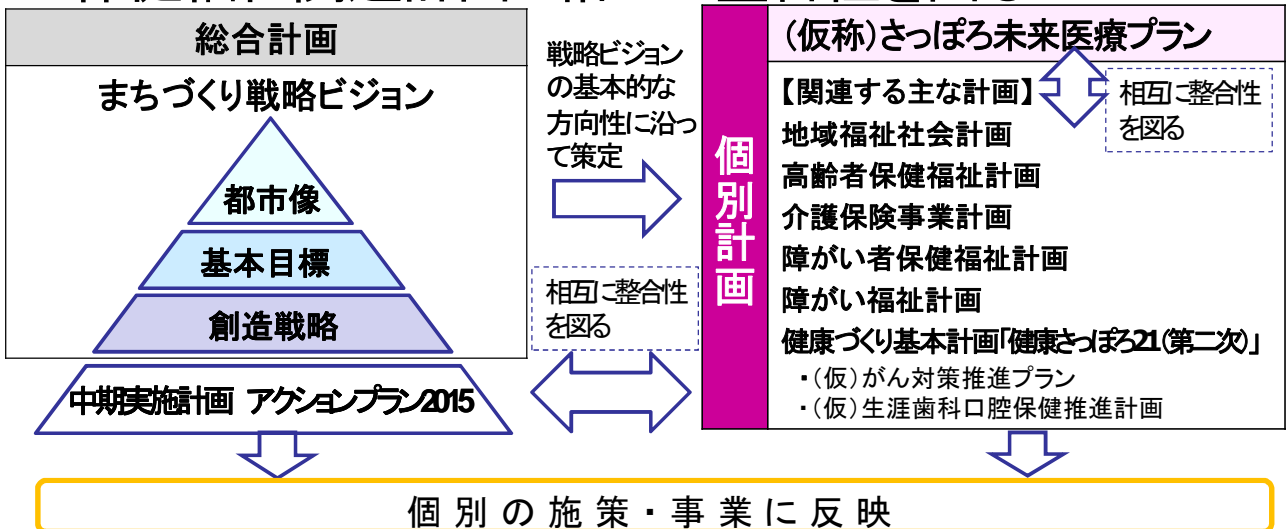 総合計画
まちづくり戦略ビジョン
都市像
基本目標
創造戦略
中期実施計画 アクションプラン2015
戦略ビジョン
の基本的な
方向性に沿っ
て策定
相互に整合性
を図る
個別計画
(仮称)さっぽろ未来医療プラン
【関連する主な計画】
相互に整合性
を図る
地域福祉社会計画
高齢者保健福祉計画
介護保険事業計画
障がい者保健福祉計画
障がい福祉計画
健康づくり基本計画「健康さっぽろ21(第二次)」
・(仮)がん対策推進プラン
・(仮)生涯歯科口腔保健推進計画
個別の施策・事業に反映